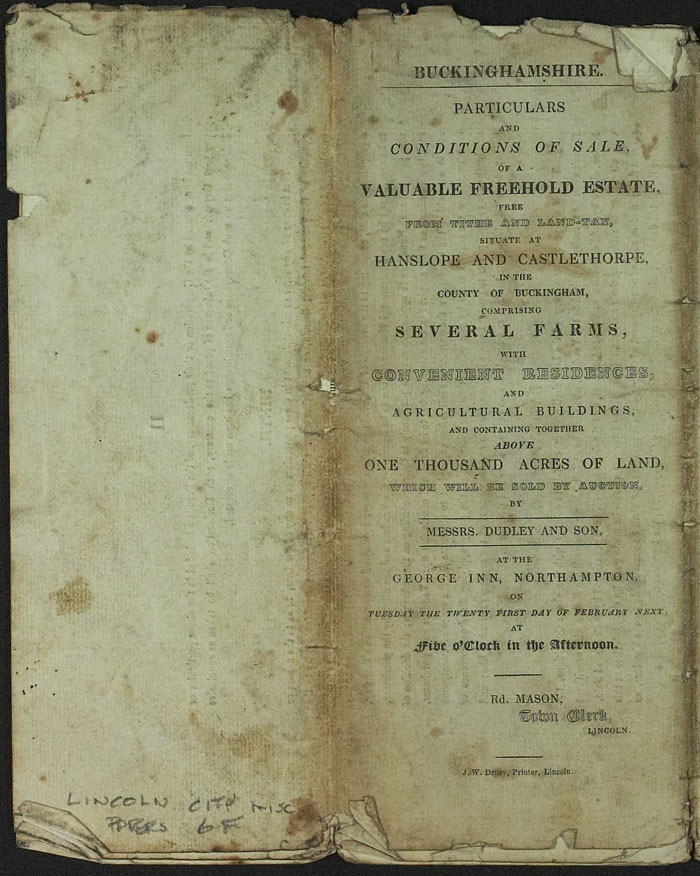 BUCKINGHAMSHIRE.
PARTICULARS
AND
CONDITIONS OF SALE,
OF A
VALUABLE FREEHOLD ESTATE,
FREE
FROM TITHE AND LAND-TAX,
SITUATE AT
HANSLOPE AND CASTLETHORPE,
IN THE
COUNTY OF BUCKINGHAM,
COMPRISING
SEVERAL FARMS,
WITH
CONVENIENT RESIDENCES,
AND
AGRICULTURAL BUILDINGS,
AND CONTAINING TOGETHER
ABOVE
ONE THOUSAND ACRES OF LAND,
WHICH WILL BE SOLD BY AUCTION,
BY
MESSRS. DUDLEY AND SON,
AT THE
GEORGE INN, NORTHAMPTON,
ON
TUESDAY THE TWENTY FIRST DAY OF FEBRUARY NEXT,
AT
Five o'Clock in the Afternoon.
Rd. MASON,
Town Clerk,
LINCOLN.
J. W. Drury, Printer, Lincoln.
LINCOLN CITY MISC
PAPERS 6F